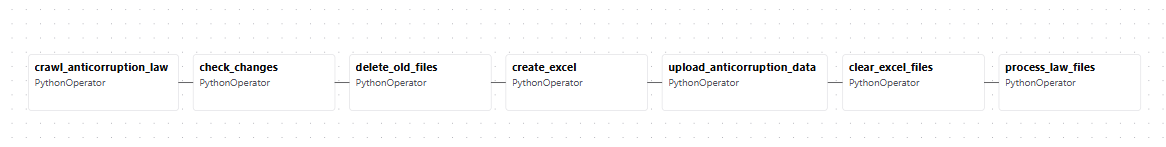 crawl_anticorruption_law
PythonOperator
check_changes
PythonOperator
delete_old_files
PythonOperator
create_excel
PythonOperator
upload_anticorruption_data
PythonOperator
clear_excel_files
PythonOperator
process_law_files
PythonOperator